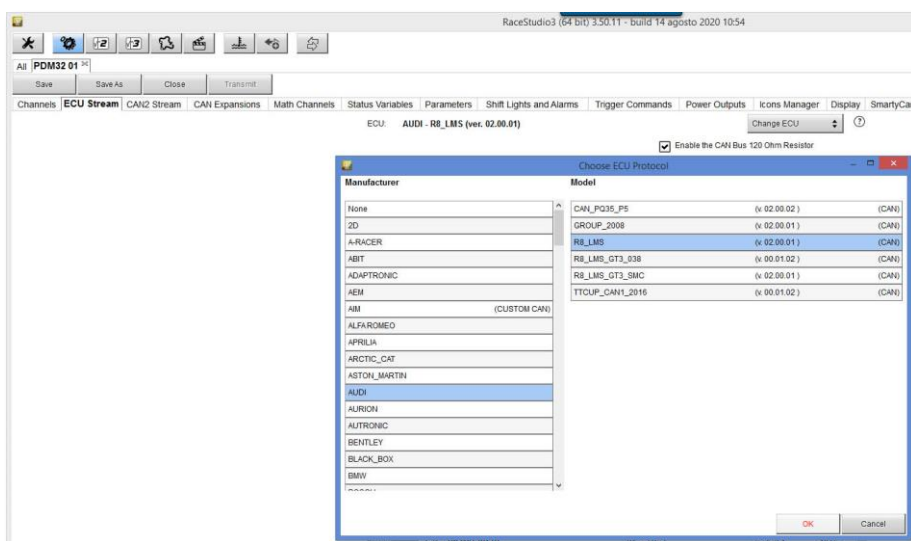 RaceStudio3 (64 bit) 3.50.11 - build 14 agosto 2020 10:54
All PDM32 01
Save Save As Close Transmit
Channels ECU Stream CAN2 Stream CAN Expansions Math Channels Status Variables Parameters Shift Lights and Alarms Trigger Commands Power Outputs Icons Manager Display SmartyCa
ECU: AUDI - R8_LMS (ver. 02.00.01) Change ECU ?
Enable the CAN Bus 120 Ohm Resistor
Choose ECU Protocol
Manufacturer Model
None CAN_PQ35_P5 (v. 02.00.02 ) (CAN)
2D GROUP_2008 (v. 02.00.01 ) (CAN)
A-RACER R8_LMS (v. 02.00.01 ) (CAN)
ABIT R8_LMS_GT3_038 (v. 00.01.02 ) (CAN)
ADAPTRONIC R8_LMS_GT3_SMC (v. 02.00.01 ) (CAN)
AEM TTCUP_CAN1_2016 (v. 00.01.02 ) (CAN)
AIM (CUSTOM CAN)
ALFAROMEO
APRILIA
ARCTIC_CAT
ASTON_MARTIN
AUDI
AURION
AUTRONIC
BENTLEY
BLACK_BOX
BMW
OK Cancel